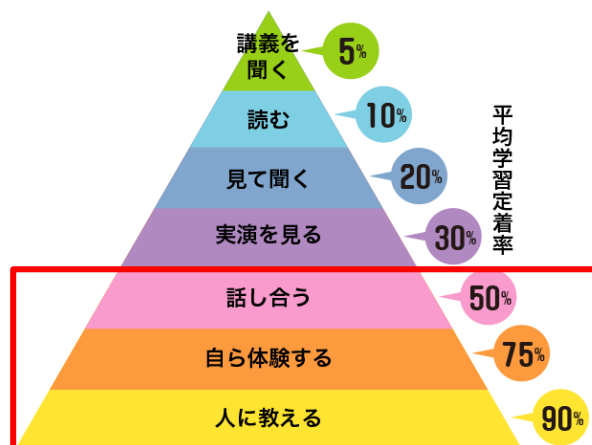 講義を
聞く
5%
読む
10%
見て聞く
20%
実演を見る
30%
話し合う
50%
自ら体験する
75%
人に教える
90%
平均学習定着率